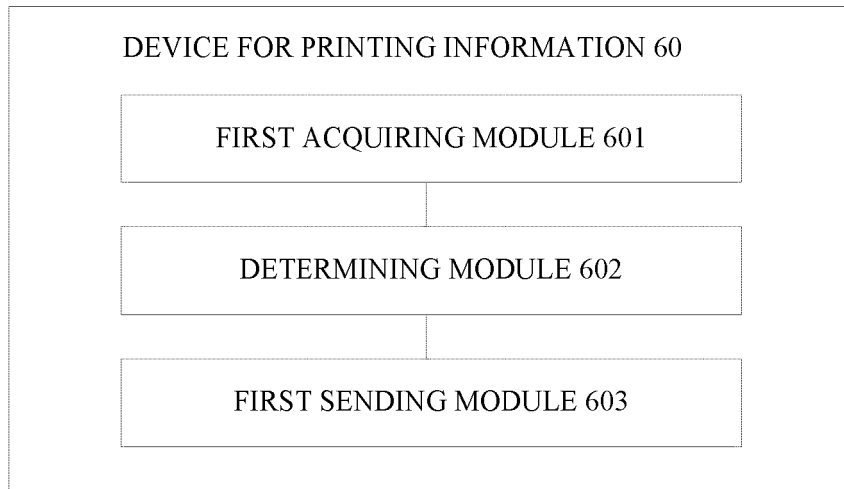 DEVICE FOR PRINTING INFORMATION 60
FIRST ACQUIRING MODULE 601
DETERMINING MODULE 602
FIRST SENDING MODULE 603